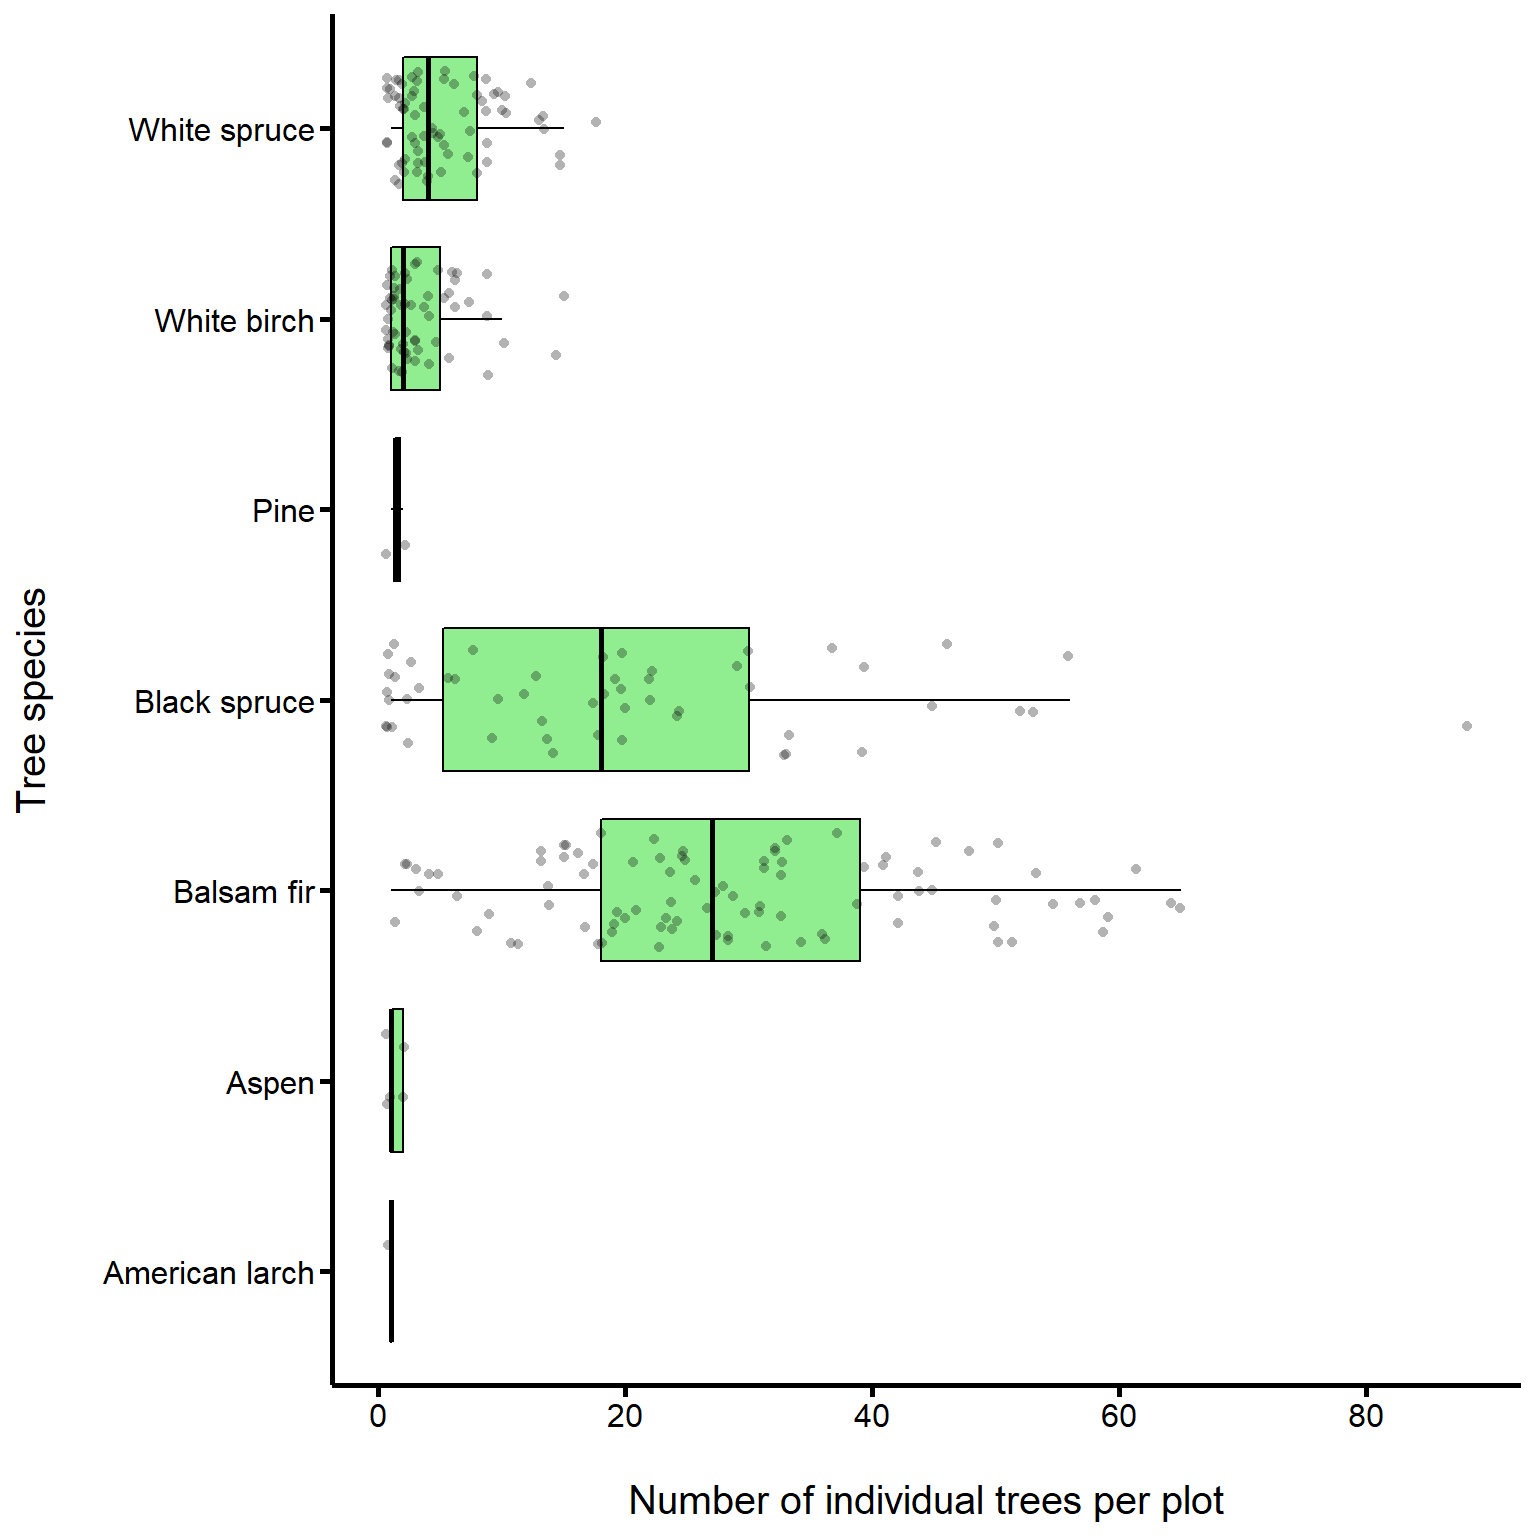 Tree species
White spruce
White birch
Pine
Black spruce
Balsam fir
Aspen
American larch
0 20 40 60 80
Number of individual trees per plot